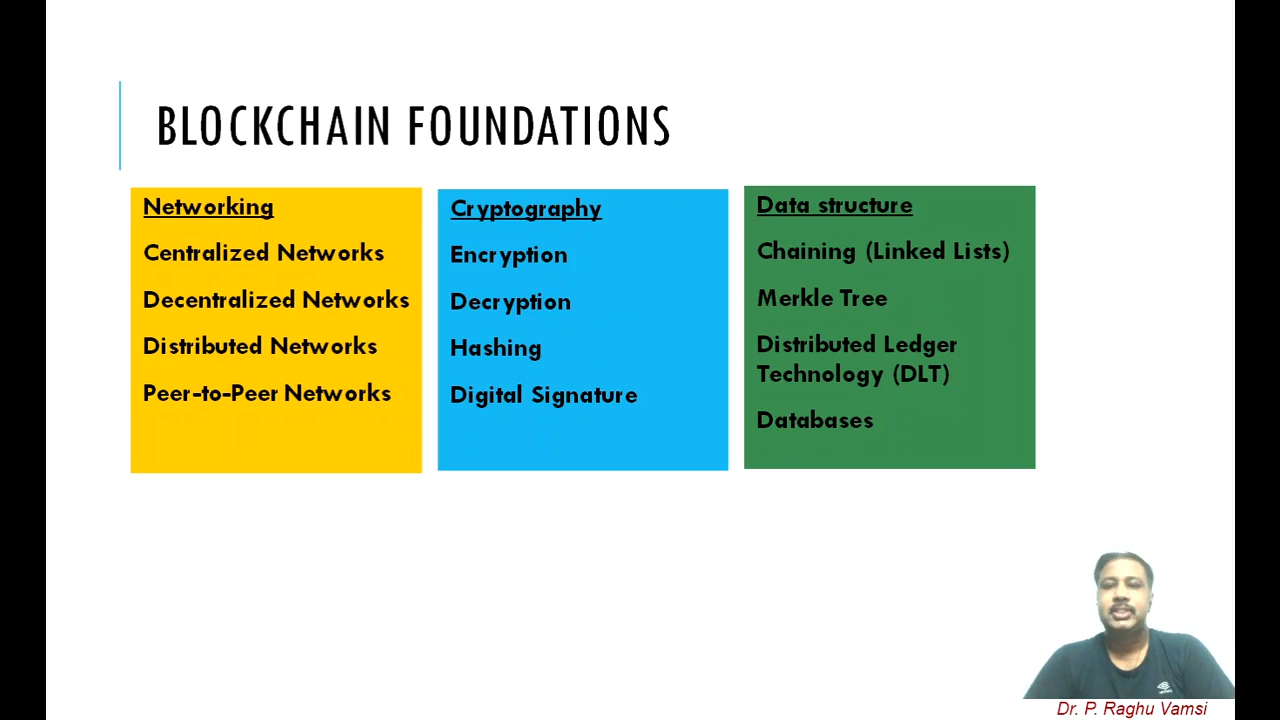 BLOCKCHAIN FOUNDATIONS
Networking
Centralized Networks
Decentralized Networks
Distributed Networks
Peer-to-Peer Networks
Cryptography
Encryption
Decryption
Hashing
Digital Signature
Data structure
Chaining (Linked Lists)
Merkle Tree
Distributed Ledger
Technology (DLT)
Databases
Dr. P. Raghu Vamsi